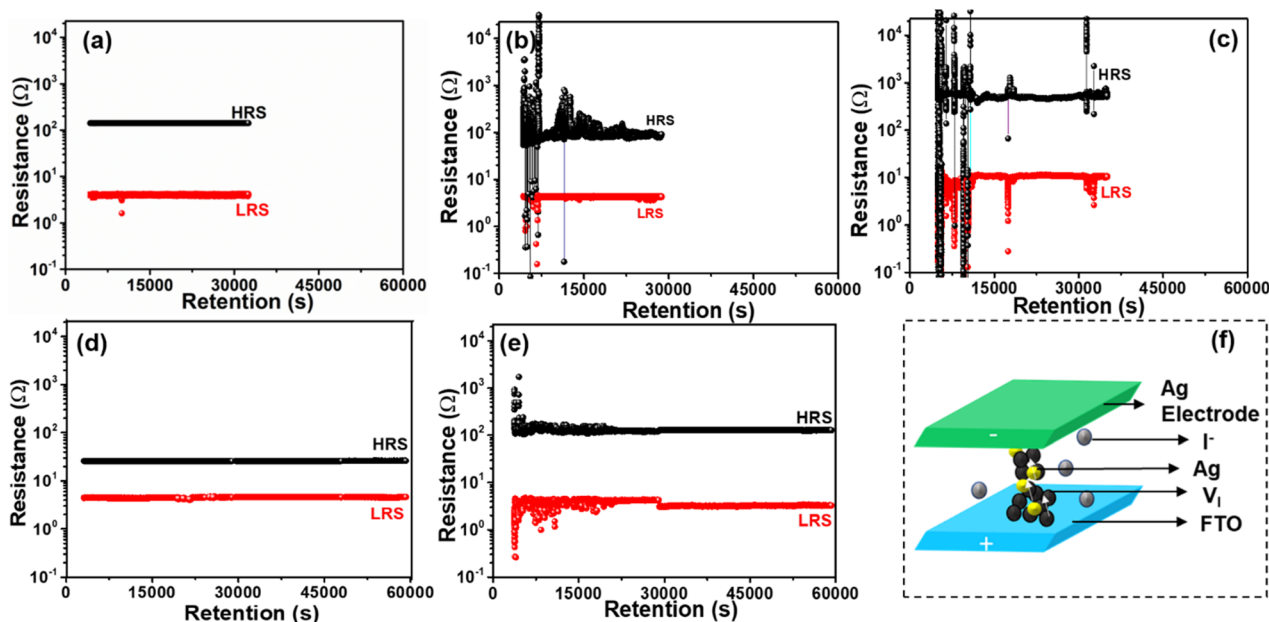 (a)
10⁴
10³
10²
10¹
10⁰
10⁻¹
Resistance (Ω)
HRS
LRS
0 15000 30000 45000 60000
Retention (s)
(b)
10⁴
10³
10²
10¹
10⁰
10⁻¹
Resistance (Ω)
HRS
LRS
0 15000 30000 45000 60000
Retention (s)
(c)
10⁴
10³
10²
10¹
10⁰
10⁻¹
Resistance (Ω)
HRS
LRS
0 15000 30000 45000 60000
Retention (s)
(d)
10⁴
10³
10²
10¹
10⁰
10⁻¹
Resistance (Ω)
HRS
LRS
0 15000 30000 45000 60000
Retention (s)
(e)
10⁴
10³
10²
10¹
10⁰
10⁻¹
Resistance (Ω)
HRS
LRS
0 15000 30000 45000 60000
Retention (s)
(f)
Ag
Electrode
I⁻
Ag
V_I
FTO
-
+